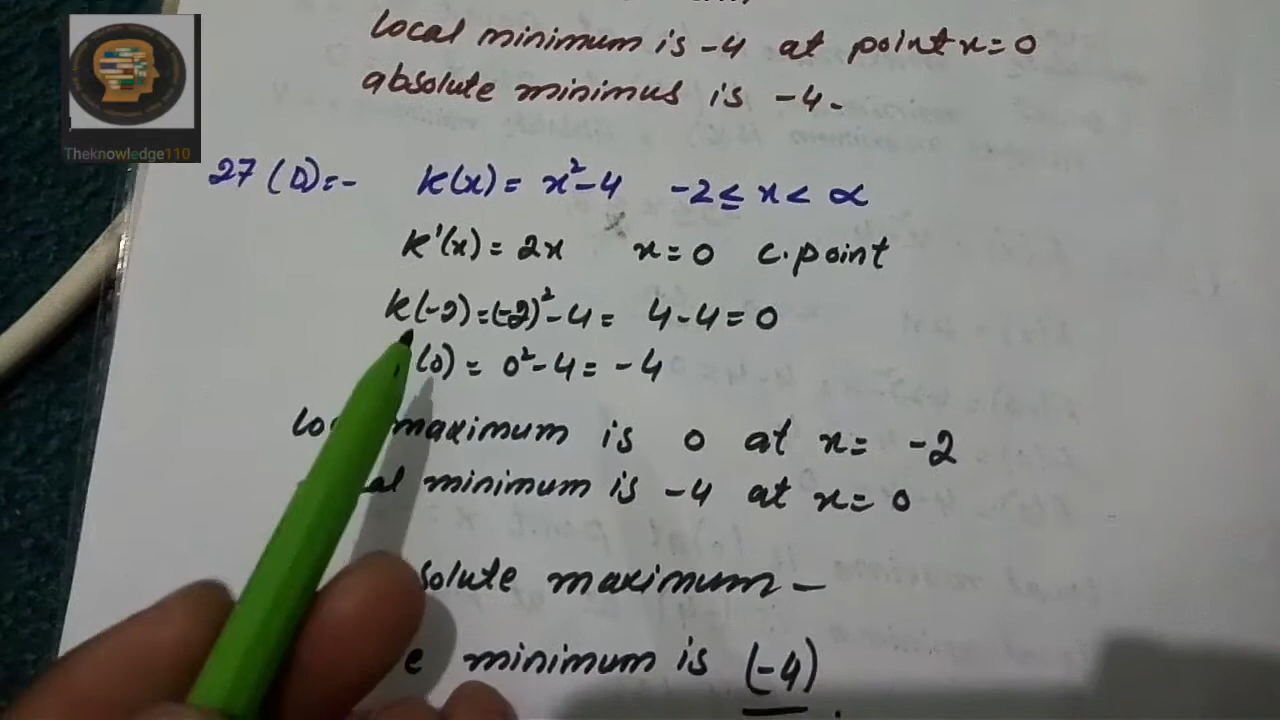 local minimum is -4 at point x=0
absolute minimus is -4.
Theknowledge110
27 (D):- k(x) = x²-4 -2 ≤ x < α
k'(x) = 2x x=0 c.point
k(-2)=(-2)²-4= 4-4=0
(0) = 0²-4= -4
maximum is 0 at x= -2
minimum is -4 at x=0
maximum –
minimum is (-4)